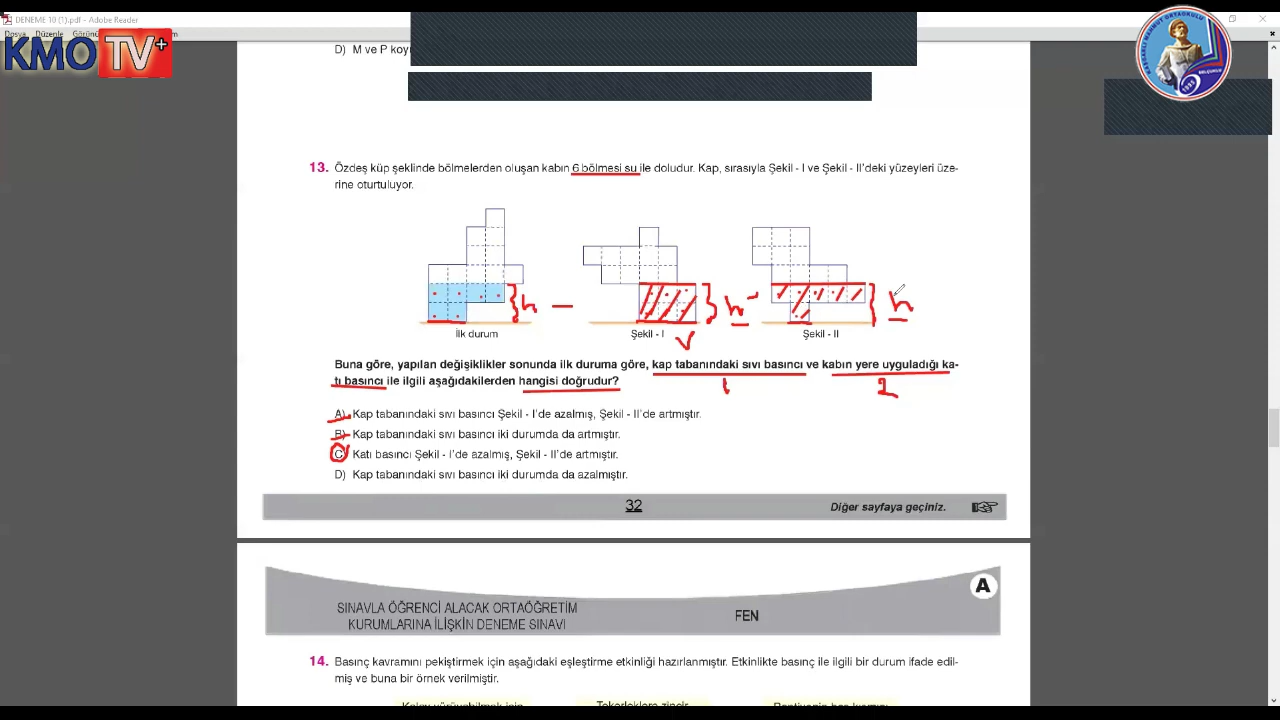 DENEME 10 (1).pdf - Adobe Reader
Dosya Düzenle
KMO TV+
D) M ve P
13. Özdeş küp şeklinde bölmelerden oluşan kabın 6 bölmesi su ile doludur. Kap, sırasıyla Şekil - I ve Şekil - II'deki yüzeyleri üze-
rine oturtuluyor.
h h h
İlk durum Şekil - I Şekil - II
Buna göre, yapılan değişiklikler sonunda ilk duruma göre, kap tabanındaki sıvı basıncı ve kabın yere uyguladığı ka-
tı basıncı ile ilgili aşağıdakilerden hangisi doğrudur?
1 2
A) Kap tabanındaki sıvı basıncı Şekil - I'de azalmış, Şekil - II'de artmıştır.
B) Kap tabanındaki sıvı basıncı iki durumda da artmıştır.
C) Katı basıncı Şekil - I'de azalmış, Şekil - II'de artmıştır.
D) Kap tabanındaki sıvı basıncı iki durumda da azalmıştır.
32
Diğer sayfaya geçiniz.
A
SINAVLA ÖĞRENCİ ALACAK ORTAÖĞRETİM
KURUMLARINA İLİŞKİN DENEME SINAVI
FEN
14. Basınç kavramını pekiştirmek için aşağıdaki eşleştirme etkinliği hazırlanmıştır. Etkinlikte basınç ile ilgili bir durum ifade edil-
miş ve buna bir örnek verilmiştir.